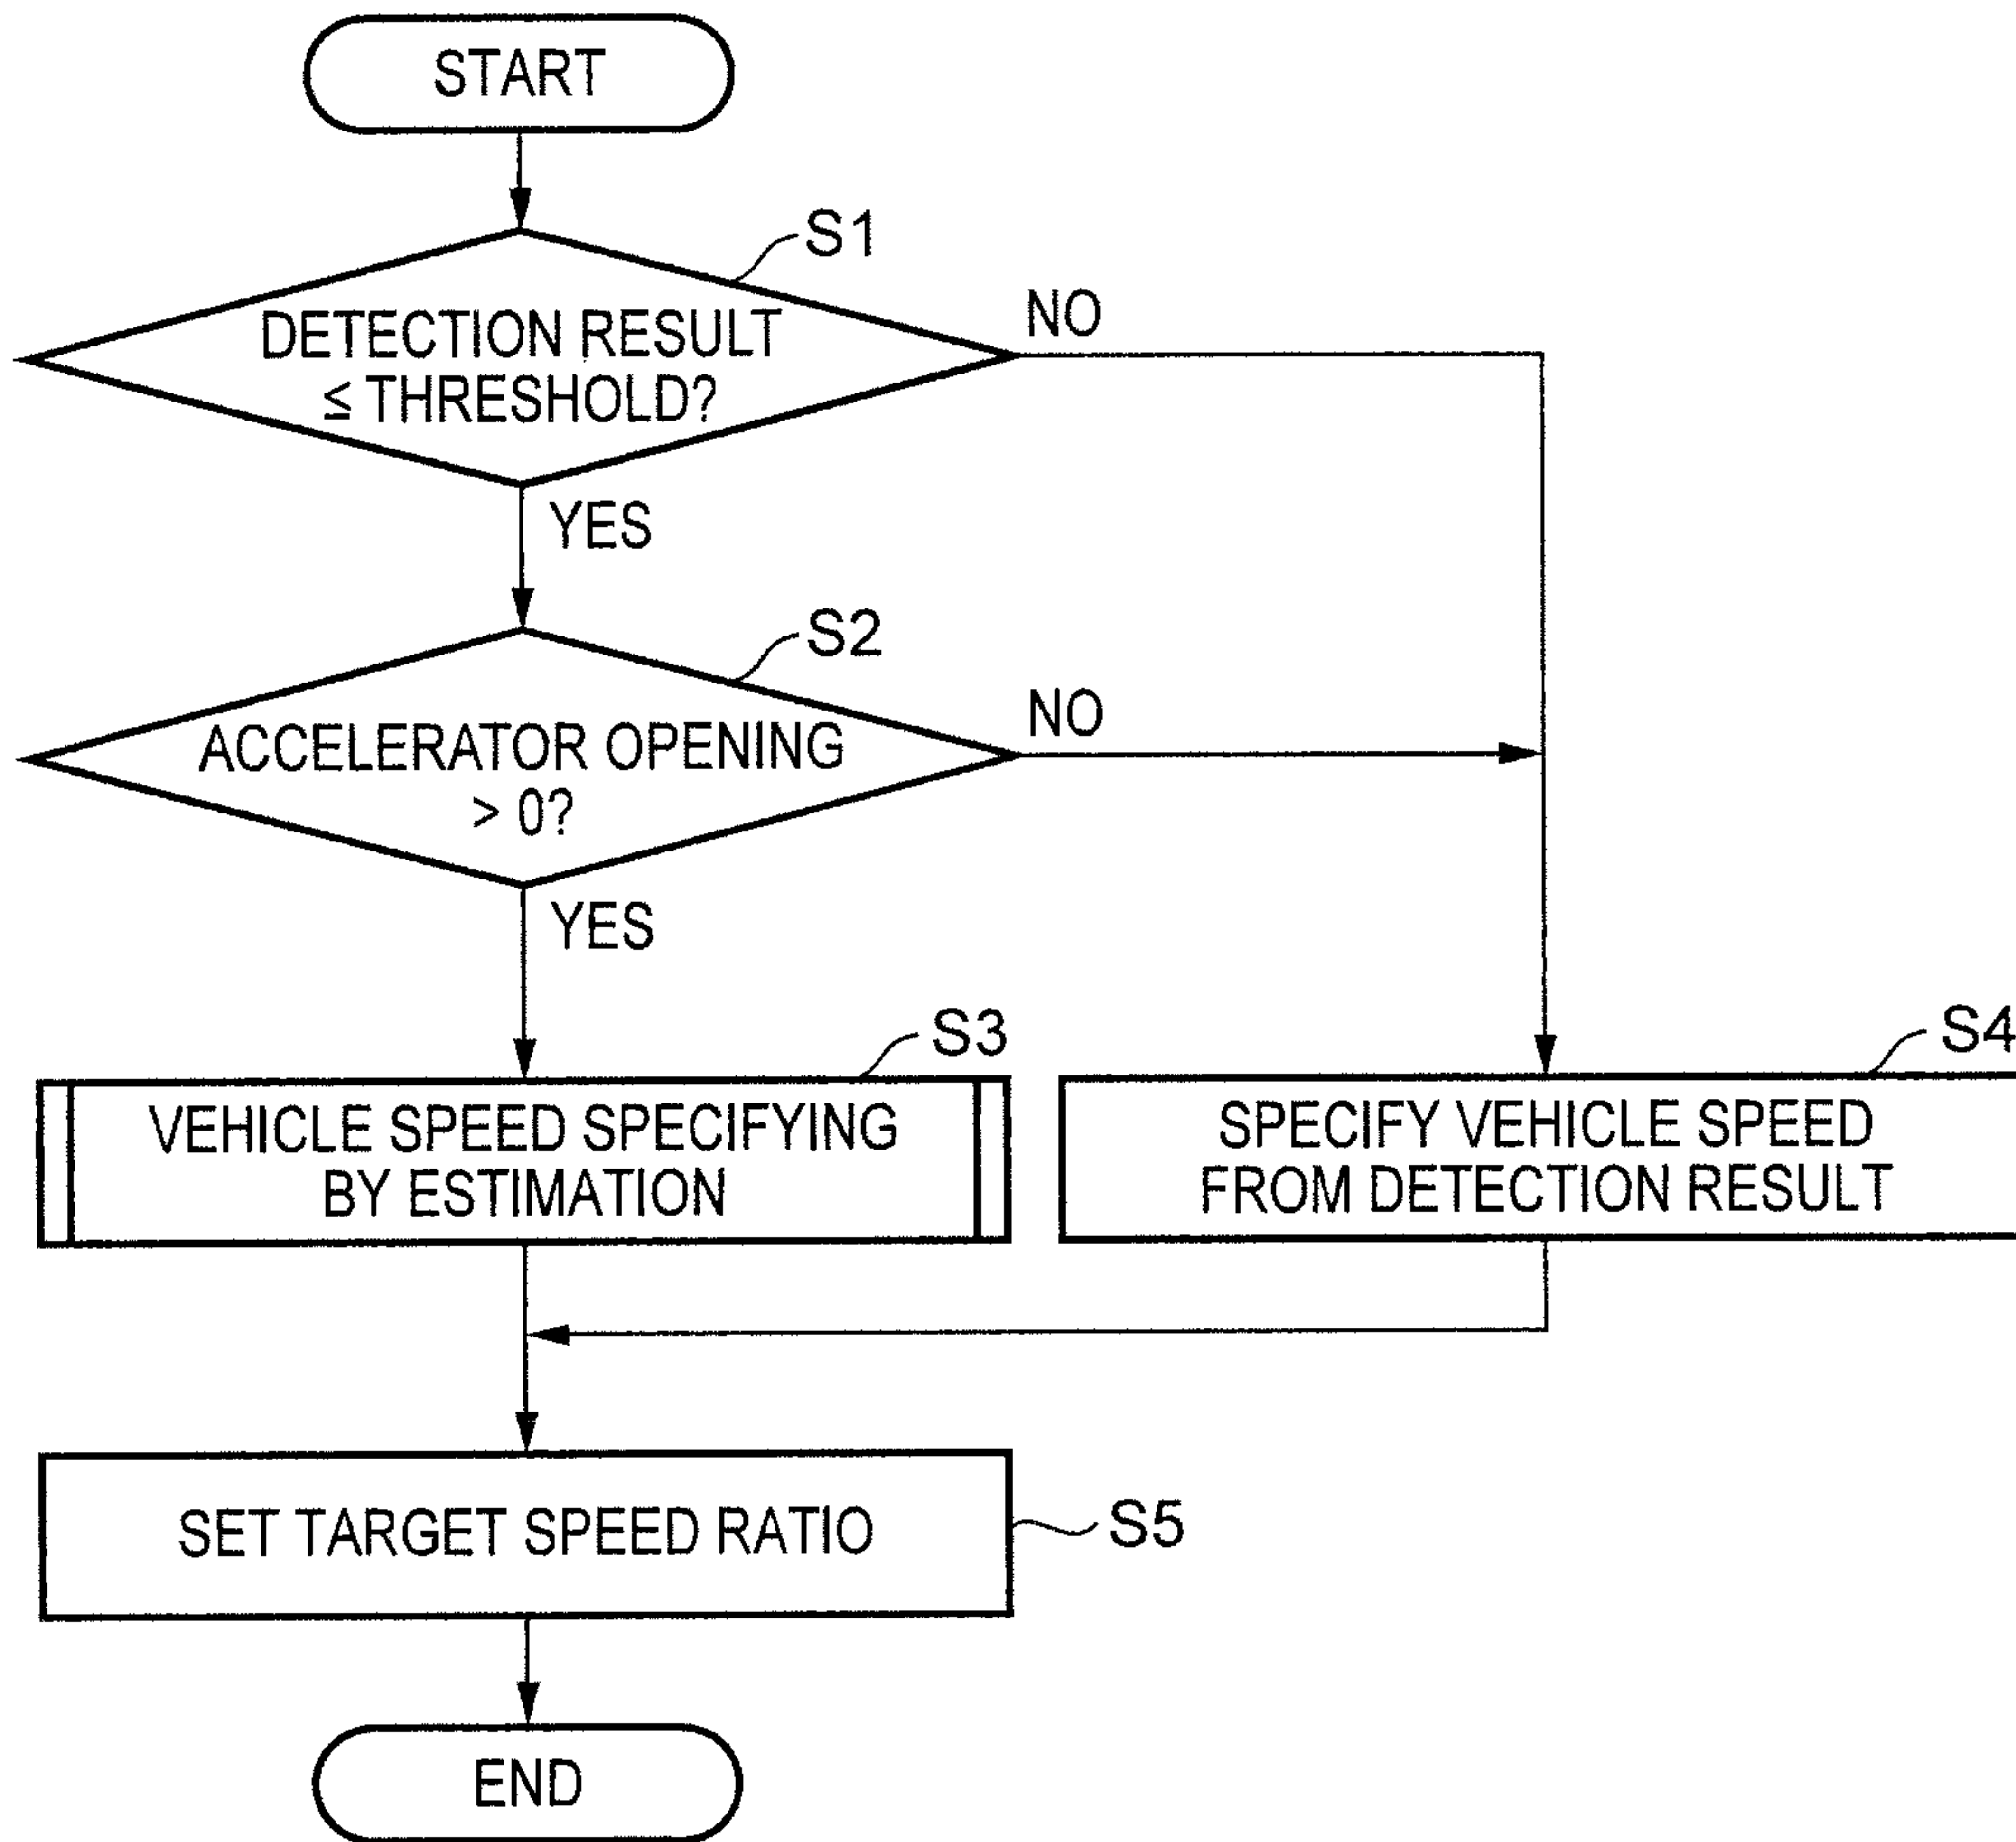 START
S1
DETECTION RESULT
≤ THRESHOLD?
NO
YES
S2
ACCELERATOR OPENING
> 0?
NO
YES
S3
VEHICLE SPEED SPECIFYING
BY ESTIMATION
S4
SPECIFY VEHICLE SPEED
FROM DETECTION RESULT
SET TARGET SPEED RATIO
S5
END